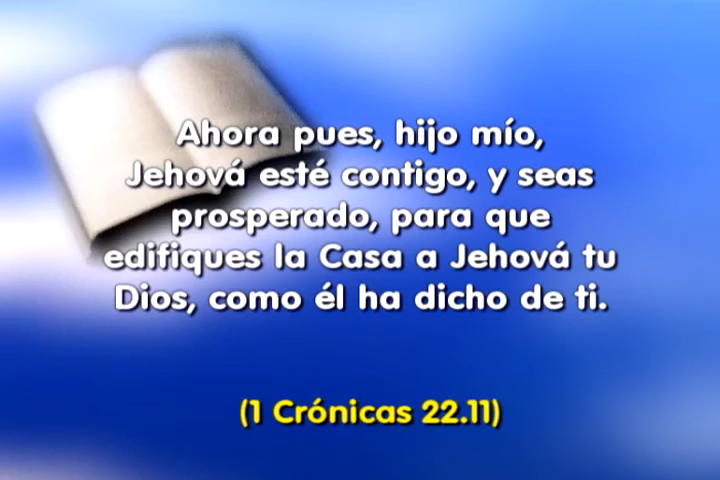 Ahora pues, hijo mío,
Jehová esté contigo, y seas
prosperado, para que
edifiques la Casa a Jehová tu
Dios, como él ha dicho de ti.
(1 Crónicas 22.11)